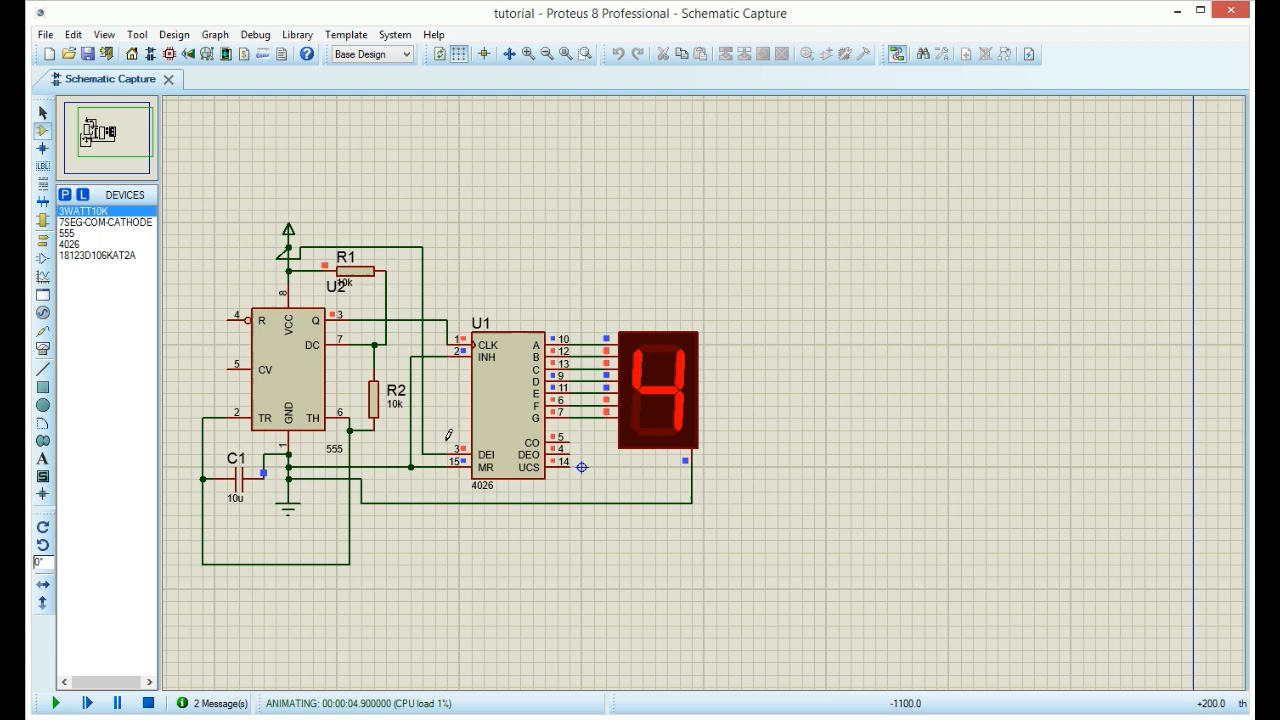 tutorial - Proteus 8 Professional - Schematic Capture
File Edit View Tool Design Graph Debug Library Template System Help
Base Design
Schematic Capture
P L DEVICES
3WATT10K
7SEG-COM-CATHODE
555
4026
18123D106KAT2A
LBL
A
0°
R1
10k
U2
8
4 R
Q 3
VCC
7
DC
5 CV
R2
10k
2 TR
GND
TH 6
1
555
C1
10u
U1
1 CLK
2 INH
3 DEI
15 MR
A 10
B 12
C 13
D 9
E 11
F 6
G 7
CO 5
DEO 4
UCS 14
4026
4
2 Message(s)
ANIMATING: 00:00:04.900000 (CPU load 1%)
-1100.0
+200.0 th